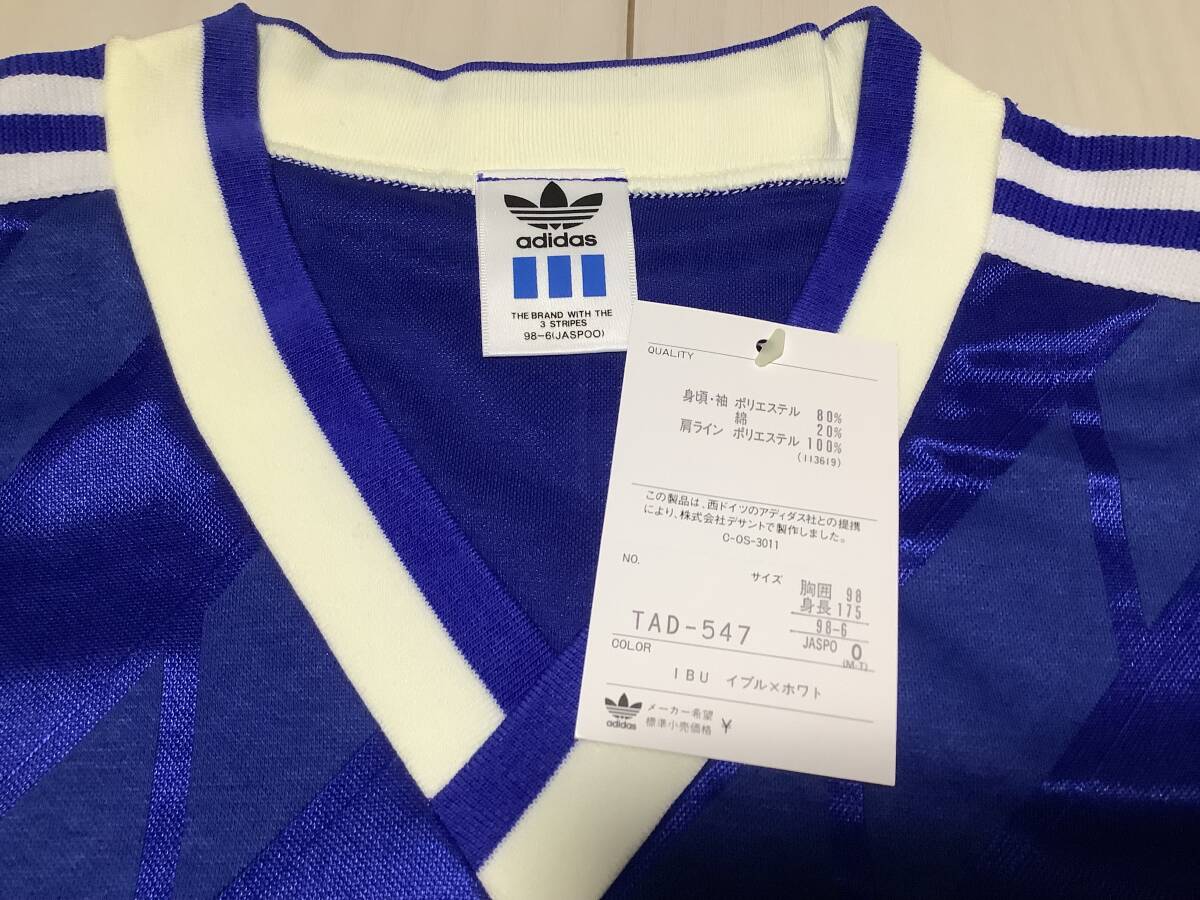 adidas
THE BRAND WITH THE
3 STRIPES
98-6(JASPOO)
QUALITY
身頃・袖 ポリエステル 80%
綿 20%
肩ライン ポリエステル 100%
(113619)
この製品は、西ドイツのアディダス社との提携
により、株式会社デサントで製作しました。
C-OS-3011
NO.
サイズ
胸囲 98
身長 175
TAD-547
98-6
JASPO O
(M-T)
COLOR
IBU イブル×ホワト
adidas
メーカー希望
標準小売価格 ¥